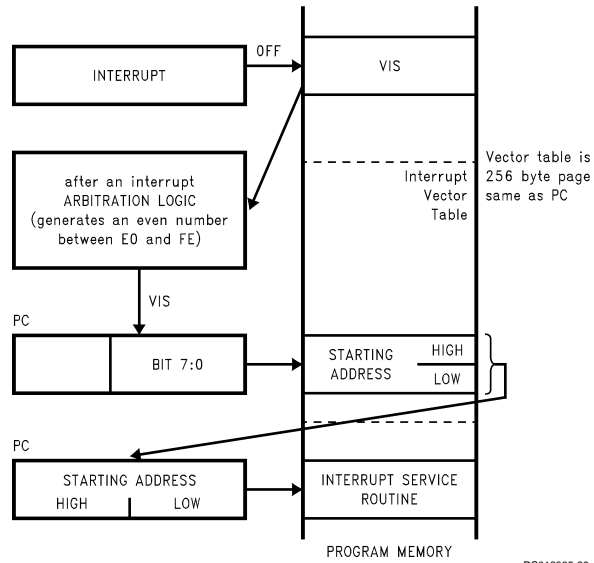 INTERRUPT
OFF
VIS
after an interrupt
ARBITRATION LOGIC
(generates an even number
between E0 and FE)
Interrupt
Vector
Table
Vector table is
256 byte page
same as PC
VIS
PC
BIT 7:0
STARTING
ADDRESS
HIGH
LOW
PC
STARTING ADDRESS
HIGH
LOW
INTERRUPT SERVICE
ROUTINE
PROGRAM MEMORY